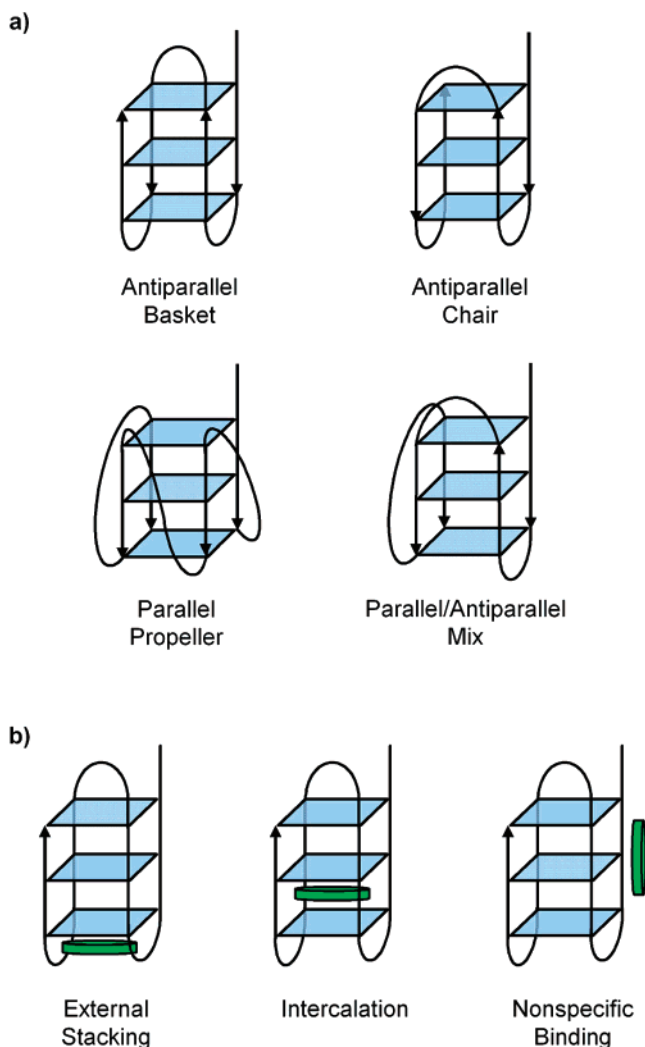 a)
Antiparallel
Basket
Antiparallel
Chair
Parallel
Propeller
Parallel/Antiparallel
Mix
b)
External
Stacking
Intercalation
Nonspecific
Binding